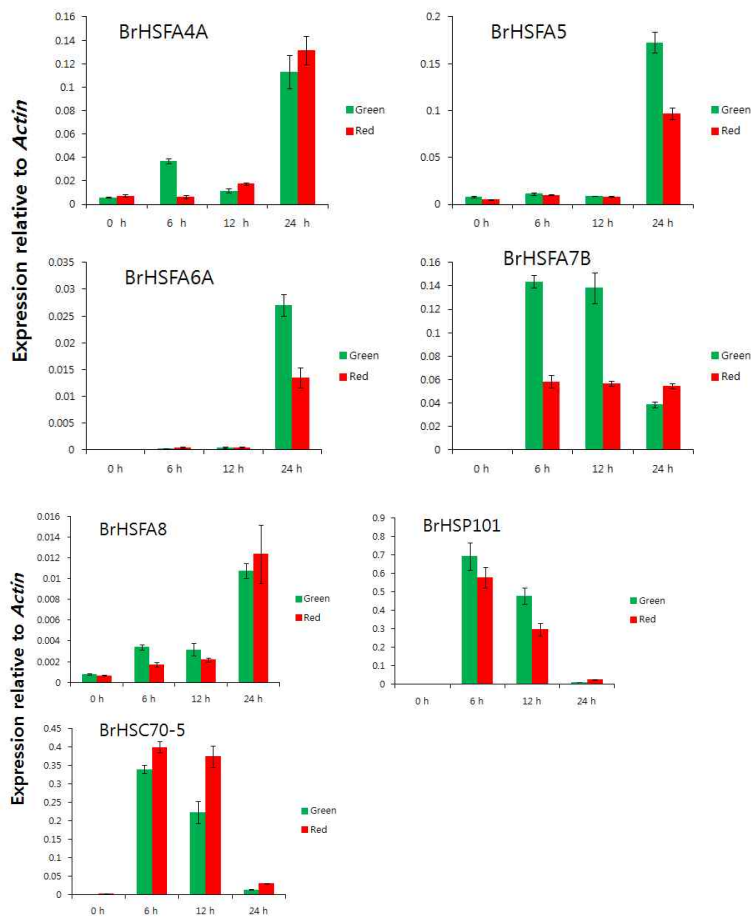 Expression relative to Actin
BrHSFA4A
0.16
0.14
0.12
0.1
0.08
0.06
0.04
0.02
0
0 h 6 h 12 h 24 h
Green
Red
BrHSFA5
0.2
0.15
0.1
0.05
0
0 h 6 h 12 h 24 h
Green
Red
BrHSFA6A
0.035
0.03
0.025
0.02
0.015
0.01
0.005
0
0 h 6 h 12 h 24 h
Green
Red
BrHSFA7B
0.16
0.14
0.12
0.1
0.08
0.06
0.04
0.02
0
0 h 6 h 12 h 24 h
Green
Red
Expression relative to Actin
BrHSFA8
0.016
0.014
0.012
0.01
0.008
0.006
0.004
0.002
0
0 h 6 h 12 h 24 h
Green
Red
BrHSP101
0.9
0.8
0.7
0.6
0.5
0.4
0.3
0.2
0.1
0
0 h 6 h 12 h 24 h
Green
Red
BrHSC70-5
0.45
0.4
0.35
0.3
0.25
0.2
0.15
0.1
0.05
0
0 h 6 h 12 h 24 h
Green
Red